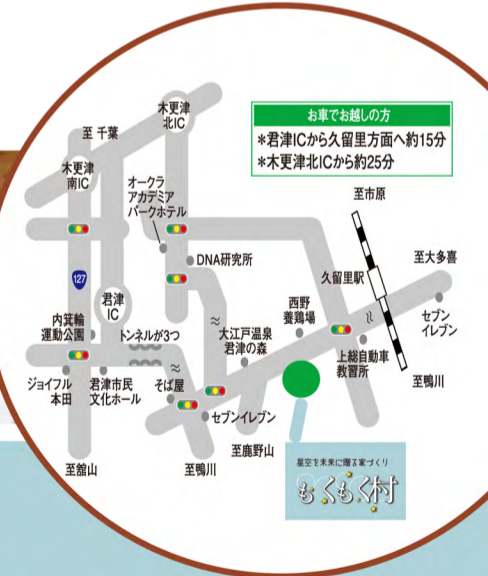 木更津
北IC
至 千葉
お車でお越しの方
*君津ICから久留里方面へ約15分
*木更津北ICから約25分
木更津
南IC
オークラ
アカデミア
パークホテル
至市原
DNA研究所
至大多喜
127
久留里駅
君津
IC
内箕輪
運動公園
トンネルが3つ
西野
養鶏場
セブン
イレブン
大江戸温泉
君津の森
上総自動車
教習所
ジョイフル
本田
君津市民
文化ホール
そば屋
至鴨川
セブンイレブン
至鹿野山
至舘山
至鴨川
星空を未来に贈る家づくり
もくもく村